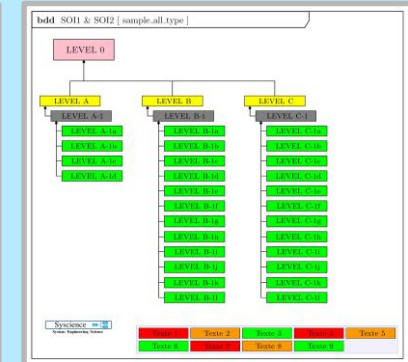 bdd SOI1 & SOI2 [ sample.all.type ]
LEVEL 0
LEVEL A LEVEL B LEVEL C
LEVEL A-1 LEVEL B-1 LEVEL C-1
LEVEL A-1a LEVEL B-1a LEVEL C-1a
LEVEL A-1b LEVEL B-1b LEVEL C-1b
LEVEL A-1c LEVEL B-1c LEVEL C-1c
LEVEL A-1d LEVEL B-1d LEVEL C-1d
LEVEL B-1e LEVEL C-1e
LEVEL B-1f LEVEL C-1f
LEVEL B-1g LEVEL C-1g
LEVEL B-1h LEVEL C-1h
LEVEL B-1i LEVEL C-1i
LEVEL B-1j LEVEL C-1j
LEVEL B-1k LEVEL C-1k
LEVEL B-1l LEVEL C-1l
Syscience
System Engineering Science
Texte 1 Texte 2 Texte 3 Texte 4 Texte 5
Texte 6 Texte 7 Texte 8 Texte 9